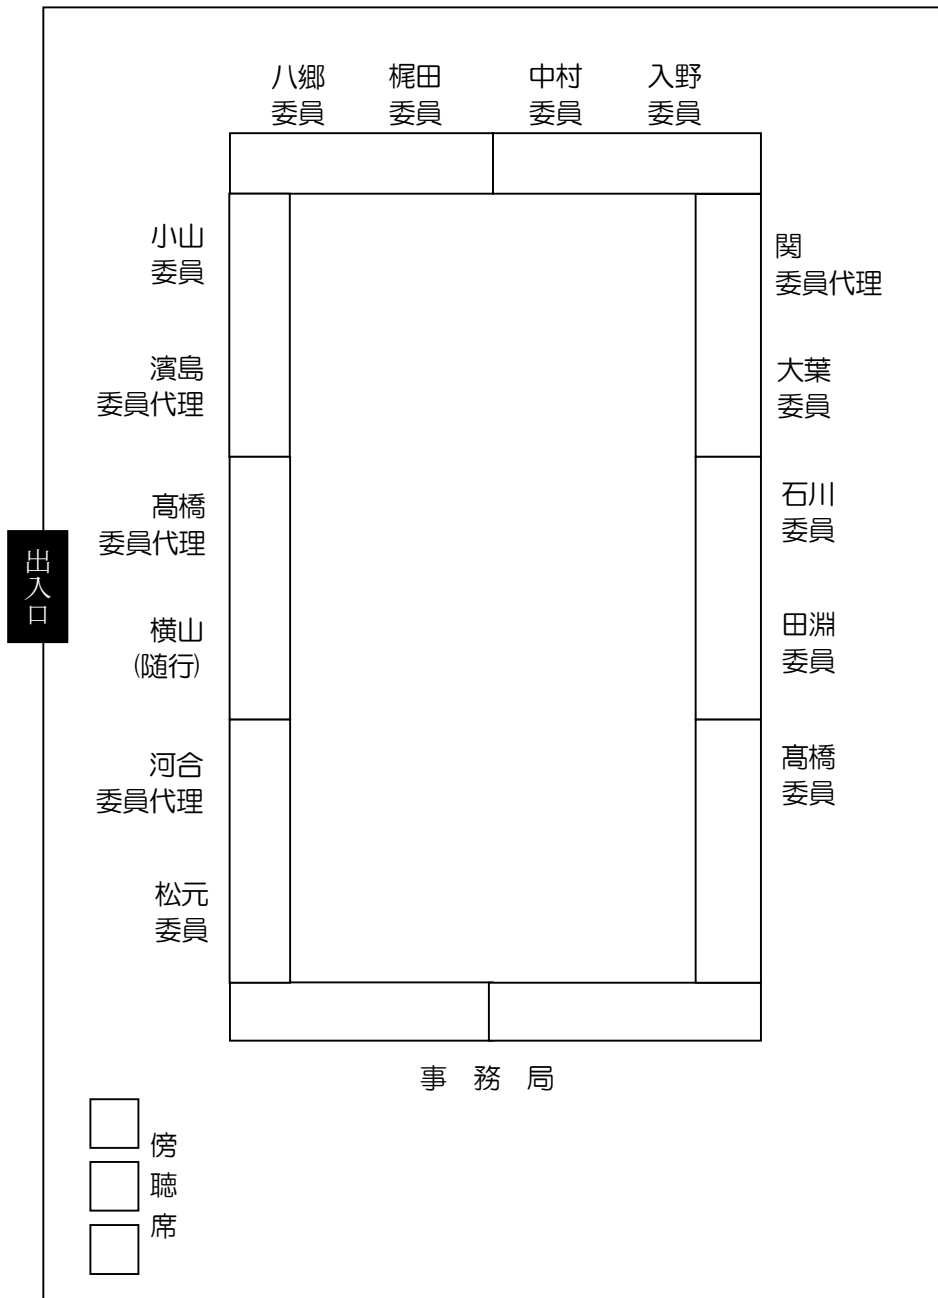 八郷 梶田 中村 入野
委員 委員 委員 委員
小山
委員
関
委員代理
濱島
委員代理
大葉
委員
髙橋
委員代理
石川
委員
出入口
横山
(随行)
田淵
委員
河合
委員代理
髙橋
委員
松元
委員
事 務 局
傍
聴
席